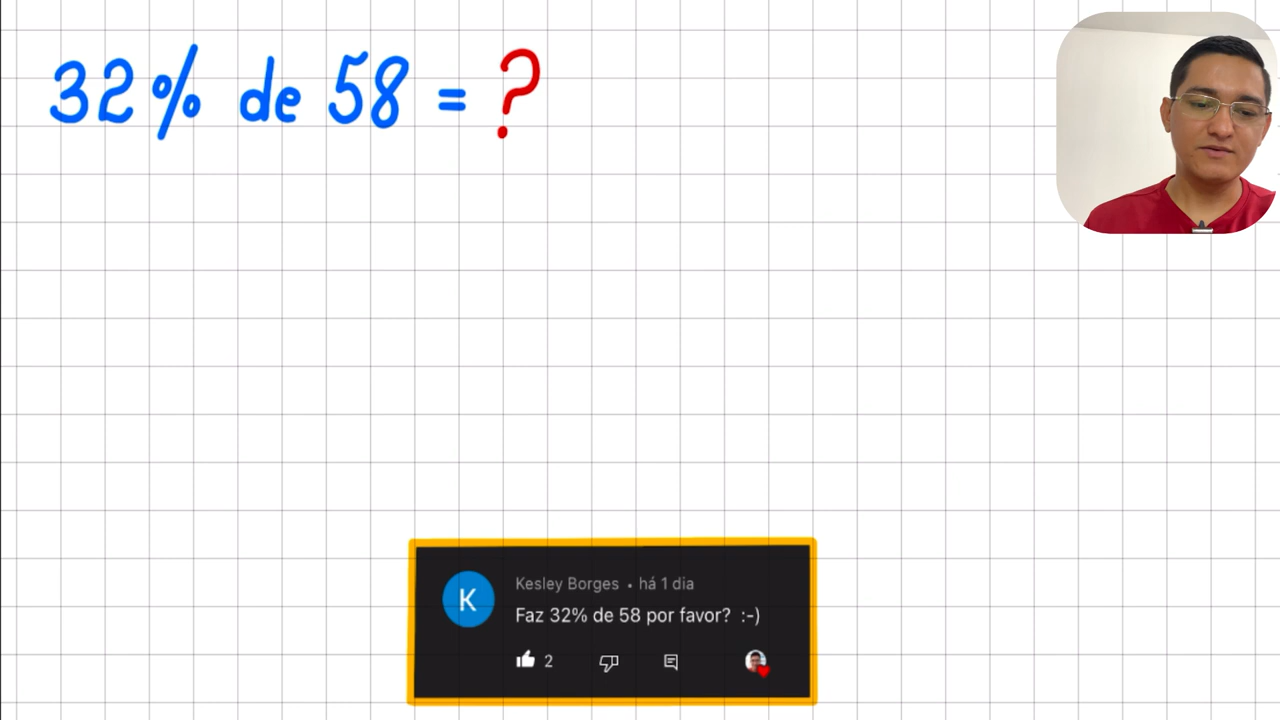 32% de 58 = ?
K
Kesley Borges • há 1 dia
Faz 32% de 58 por favor? :-)
2